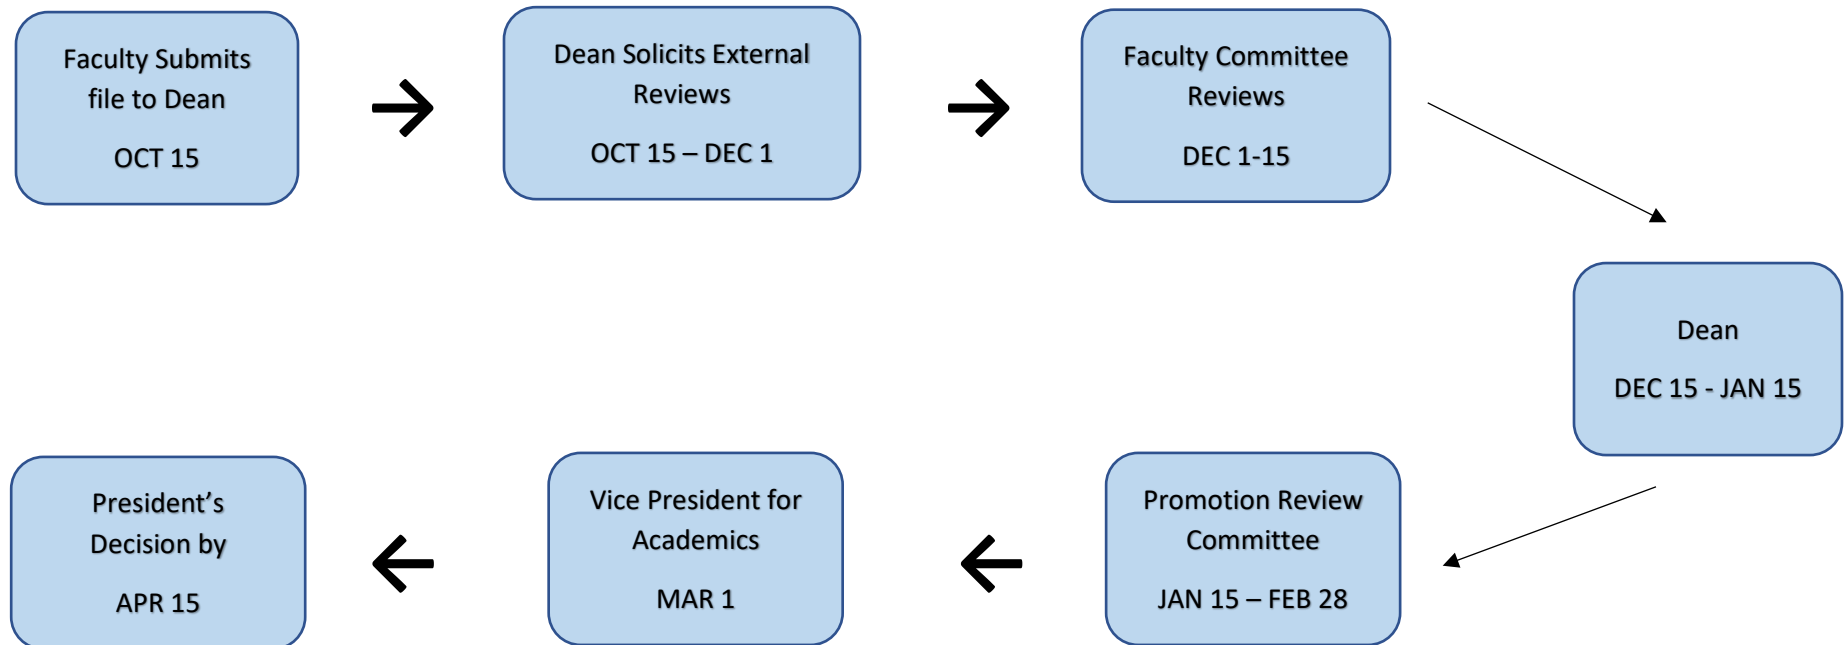 Faculty Submits
file to Dean
OCT 15
Dean Solicits External
Reviews
OCT 15 – DEC 1
Faculty Committee
Reviews
DEC 1-15
Dean
DEC 15 - JAN 15
Promotion Review
Committee
JAN 15 – FEB 28
Vice President for
Academics
MAR 1
President’s
Decision by
APR 15